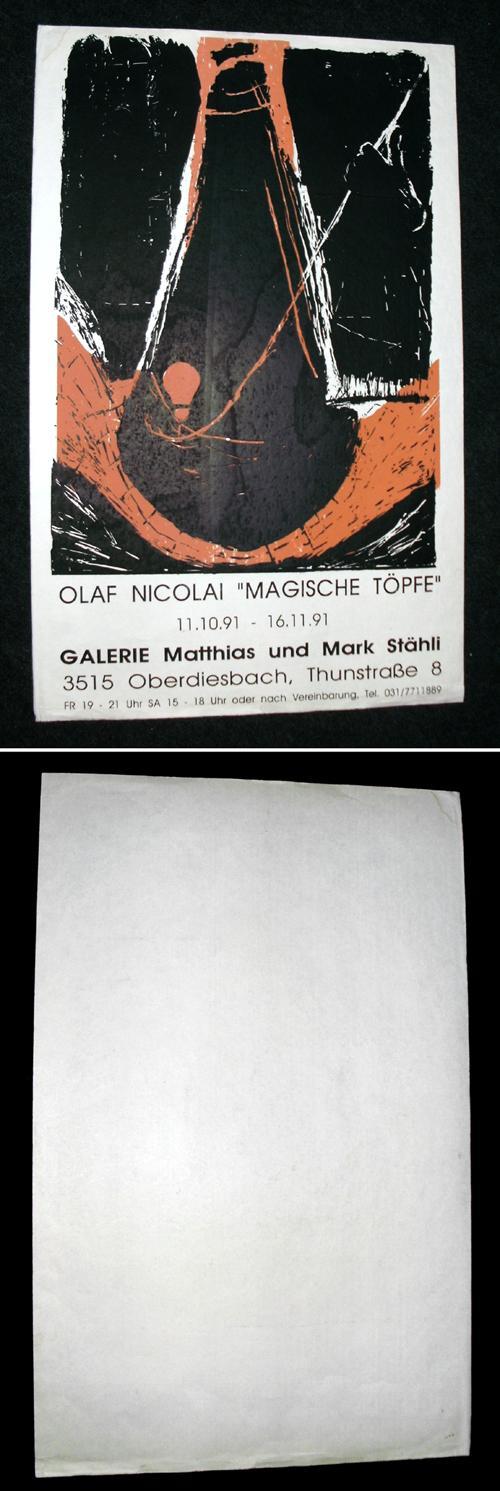 OLAF NICOLAI "MAGISCHE TÖPFE"
11.10.91 - 16.11.91
GALERIE Matthias und Mark Stähli
3515 Oberdiesbach, Thunstraße 8
FR 19 - 21 Uhr SA 15 - 18 Uhr oder nach Vereinbarung, Tel. 031/7711889